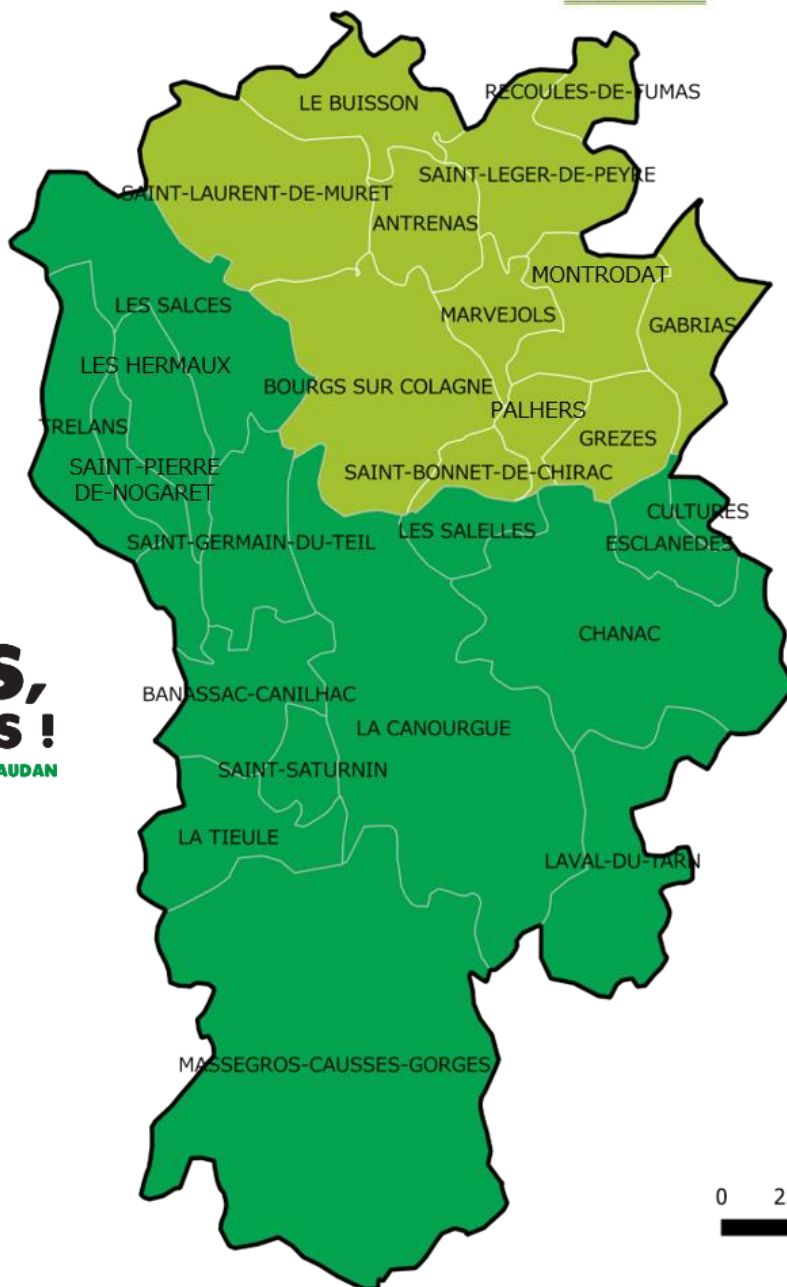 LE BUISSON
RECOULES-DE-FUMAS
SAINT-LAURENT-DE-MURET
SAINT-LEGER-DE-PEYRE
ANTRENAS
MONTRODAT
LES SALCES
MARVEJOLS
GABRIAS
LES HERMAUX
BOURGS SUR COLAGNE
PALHERS
TRELANS
GREZES
SAINT-PIERRE
DE-NOGARET
SAINT-BONNET-DE-CHIRAC
CULTURES
LES SALELLES
SAINT-GERMAIN-DU-TEIL
ESCLANEDES
CHANAC
S,
S !
AUDAN
BANASSAC-CANILHAC
LA CANOURGUE
SAINT-SATURNIN
LA TIEULE
LAVAL-DU-TARN
MASSEGROS-CAUSSES-GORGES
0 2